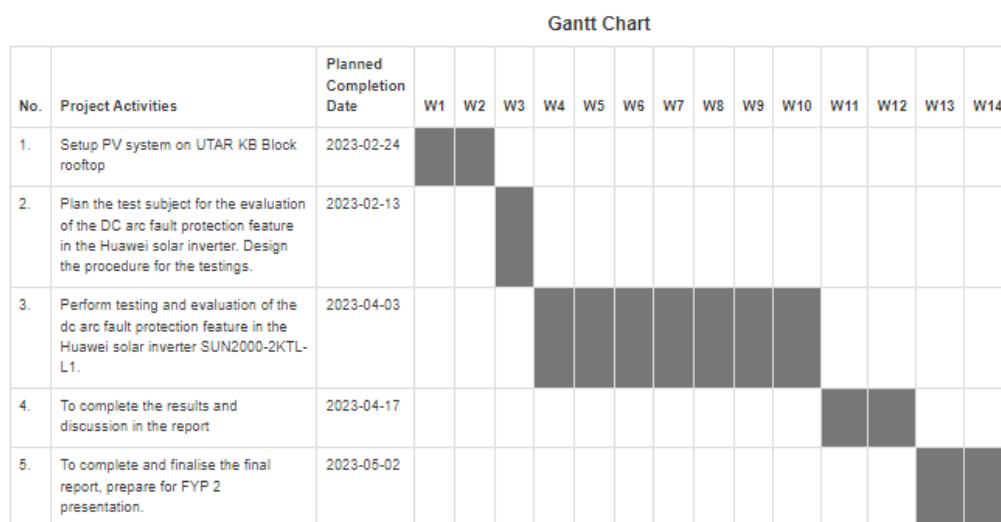 Gantt Chart
No. Project Activities Planned Completion Date W1 W2 W3 W4 W5 W6 W7 W8 W9 W10 W11 W12 W13 W14
1. Setup PV system on UTAR KB Block 2023-02-24
rooftop
2. Plan the test subject for the evaluation 2023-02-13
of the DC arc fault protection feature
in the Huawei solar inverter. Design
the procedure for the testings.
3. Perform testing and evaluation of the 2023-04-03
dc arc fault protection feature in the
Huawei solar inverter SUN2000-2KTL-
L1.
4. To complete the results and 2023-04-17
discussion in the report
5. To complete and finalise the final 2023-05-02
report, prepare for FYP 2
presentation.